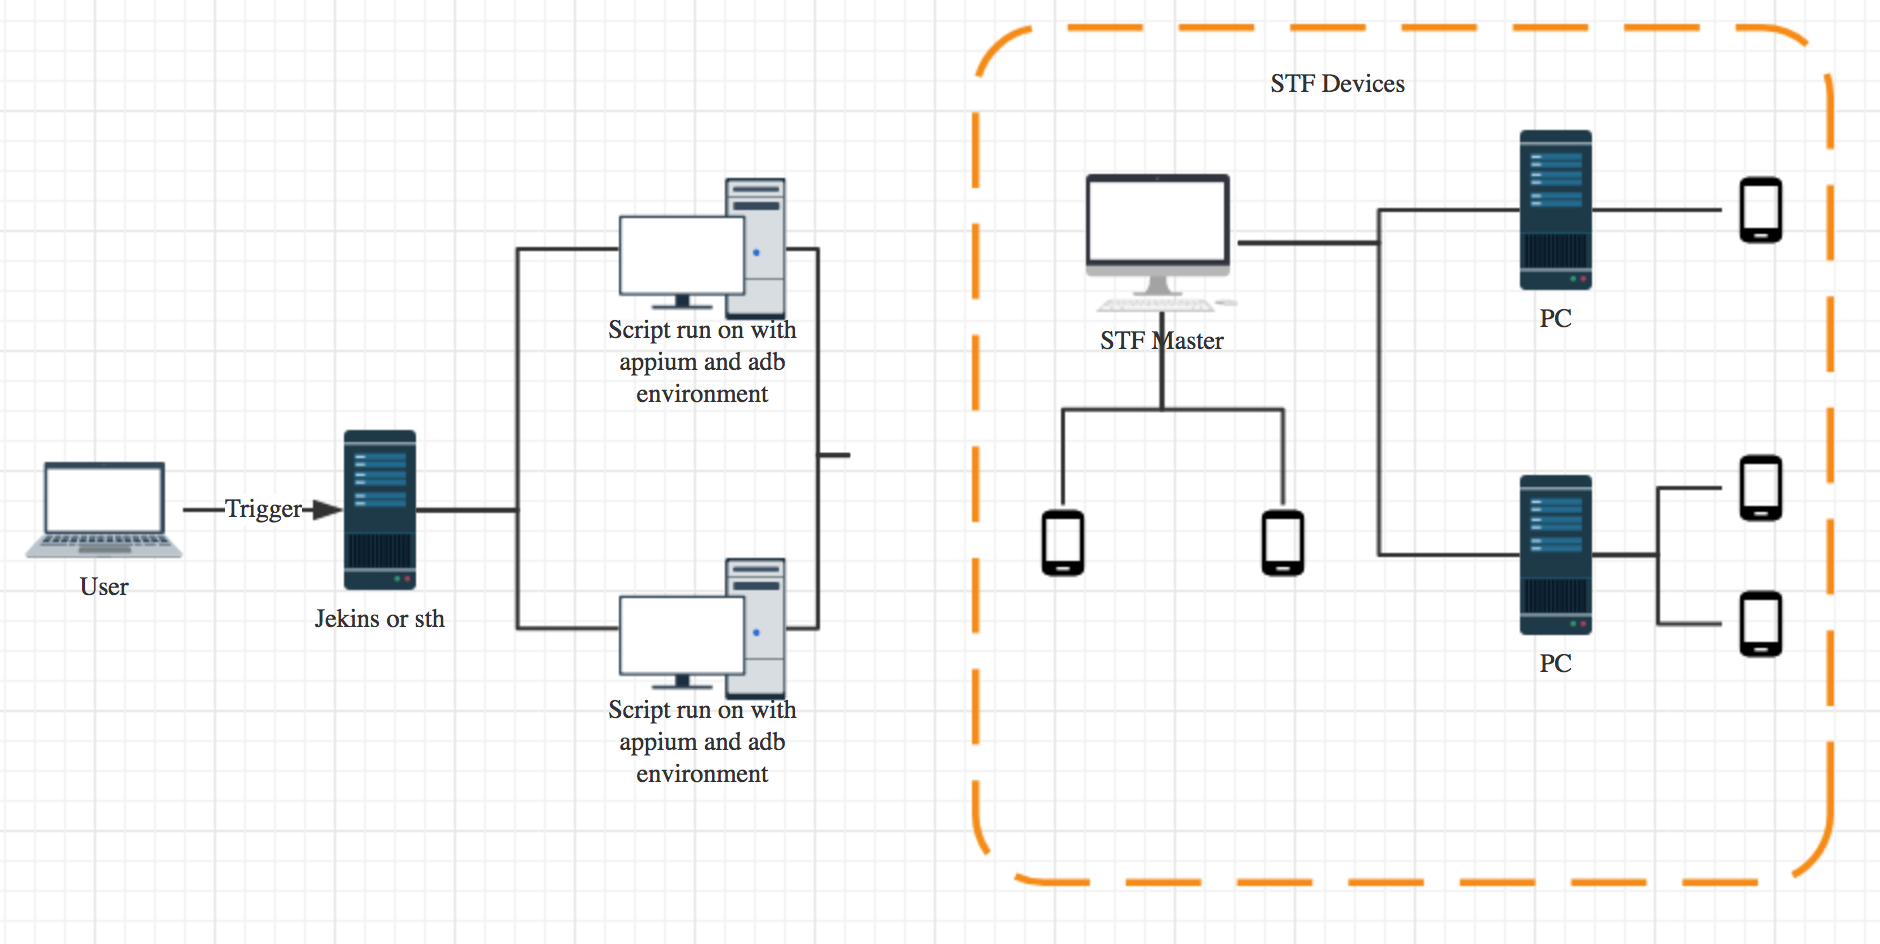 STF Devices
Script run on with
appium and adb
environment
STF Master
PC
Trigger
User
Jekins or sth
Script run on with
appium and adb
environment
PC